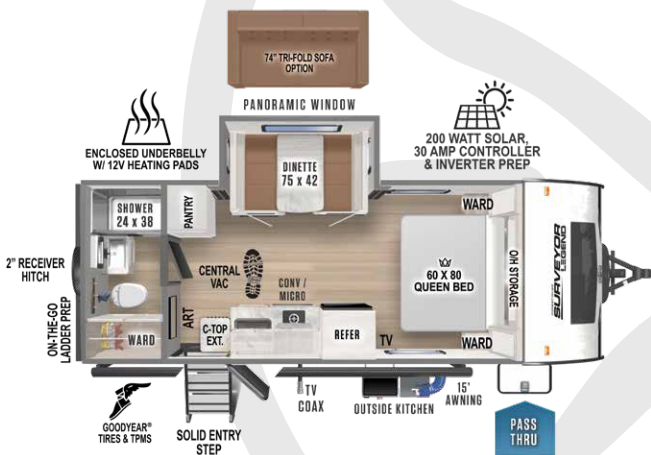 74" TRI-FOLD SOFA
OPTION
PANORAMIC WINDOW
ENCLOSED UNDERBELLY
W/ 12V HEATING PADS
200 WATT SOLAR,
30 AMP CONTROLLER
& INVERTER PREP
DINETTE
75 x 42
SHOWER
24 x 38
PANTRY
WARD
2" RECEIVER
HITCH
ON-THE-GO
LADDER PREP
CENTRAL
VAC
CONV /
MICRO
60 X 80
QUEEN BED
OH STORAGE
SURVEYOR
LEGEND
WARD
ART
C-TOP
EXT.
REFER
TV
WARD
GOODYEAR®
TIRES & TPMS
SOLID ENTRY
STEP
TV
COAX
OUTSIDE KITCHEN
15'
AWNING
PASS
THRU